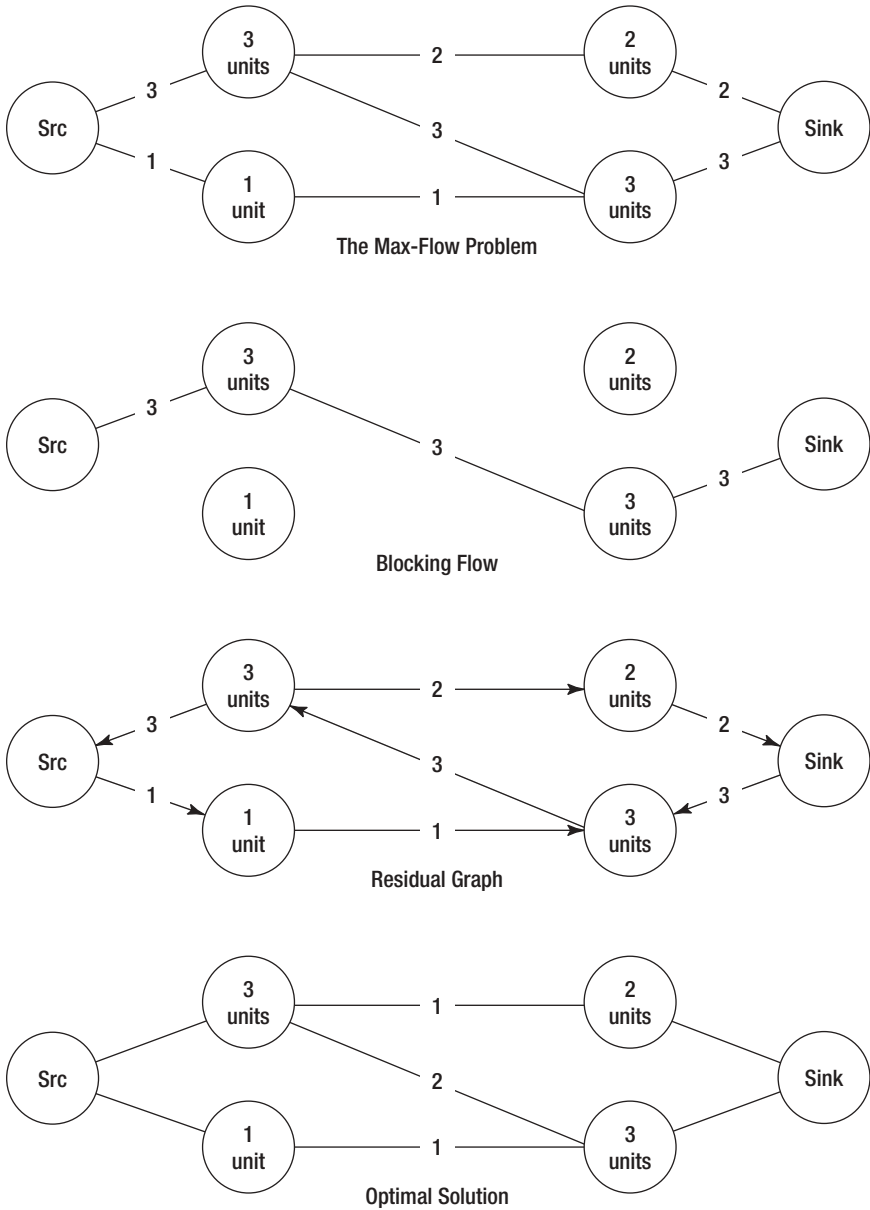 3
units
2
2
units
3
2
Src
3
Sink
1
3
1
unit
1
3
units
The Max-Flow Problem
3
units
2
units
3
Src
3
Sink
3
1
unit
3
units
Blocking Flow
3
units
2
2
units
3
2
Src
3
Sink
1
3
1
unit
1
3
units
Residual Graph
3
units
1
2
units
Src
2
Sink
1
unit
1
3
units
Optimal Solution